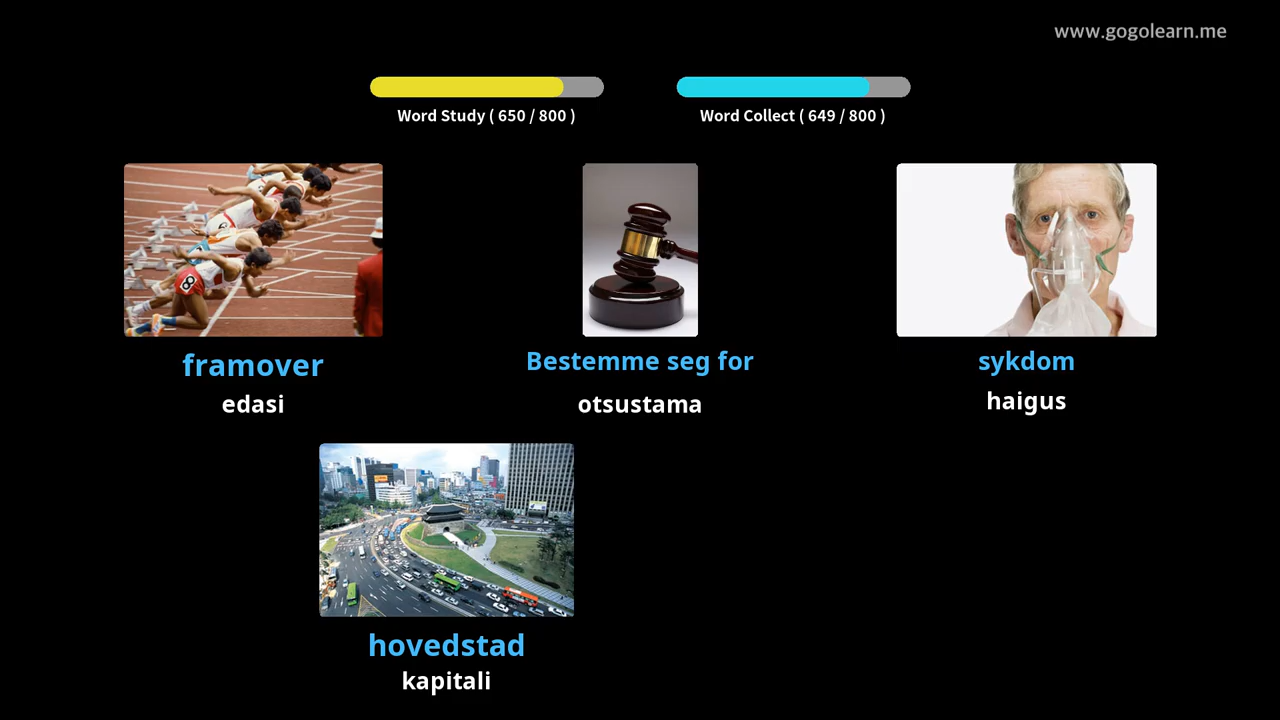 www.gogolearn.me
Word Study ( 650 / 800 )
Word Collect ( 649 / 800 )
framover
edasi
Bestemme seg for
otsustama
sykdom
haigus
hovedstad
kapitali